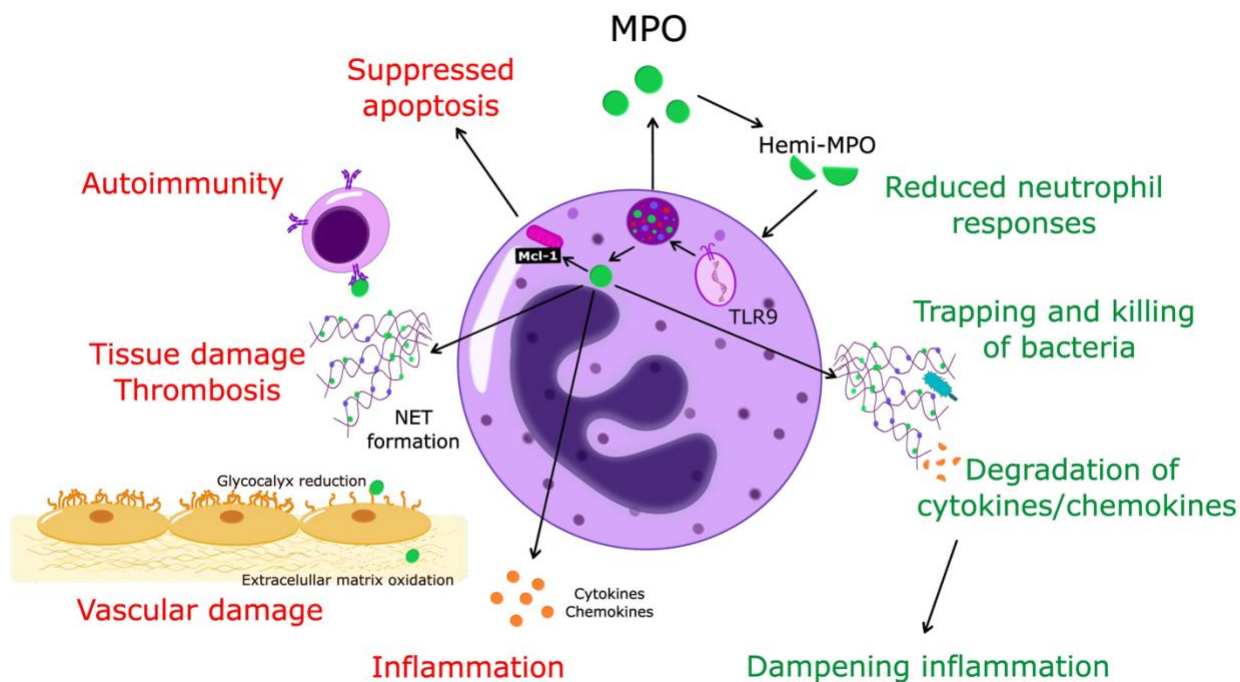 MPO
Suppressed
apoptosis
Hemi-MPO
Autoimmunity
Reduced neutrophil
responses
Mcl-1
TLR9
Trapping and killing
of bacteria
Tissue damage
Thrombosis
NET
formation
Glycocalyx reduction
Degradation of
cytokines/chemokines
Extracelullar matrix oxidation
Vascular damage
Cytokines
Chemokines
Inflammation
Dampening inflammation